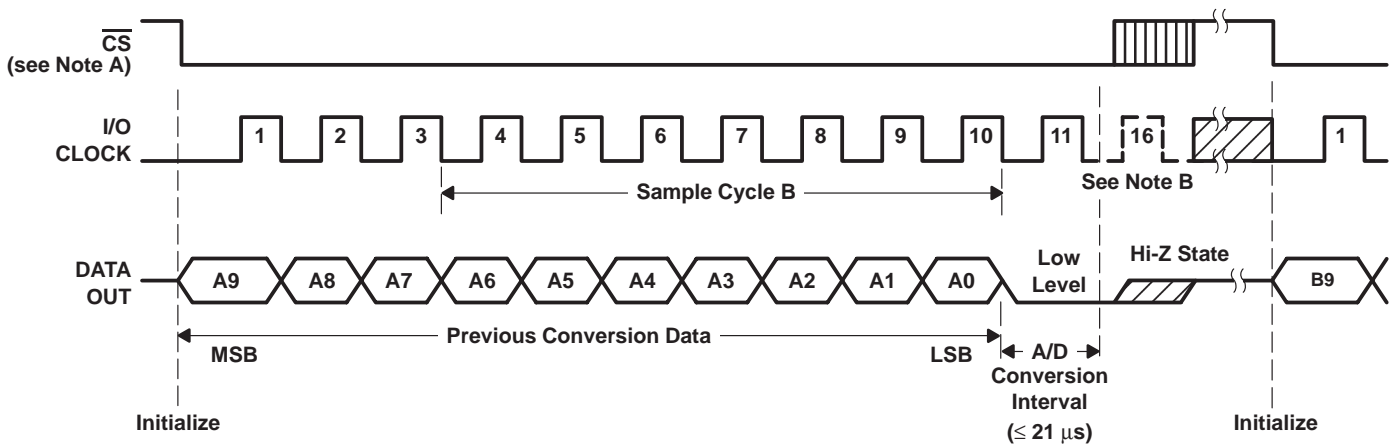 CS
(see Note A)
I/O
CLOCK
1 2 3 4 5 6 7 8 9 10 11 16 1
See Note B
Sample Cycle B
DATA
OUT
A9 A8 A7 A6 A5 A4 A3 A2 A1 A0
Low
Level
Hi-Z State
B9
Previous Conversion Data
MSB
LSB
A/D
Conversion
Interval
(≤ 21 μs)
Initialize
Initialize